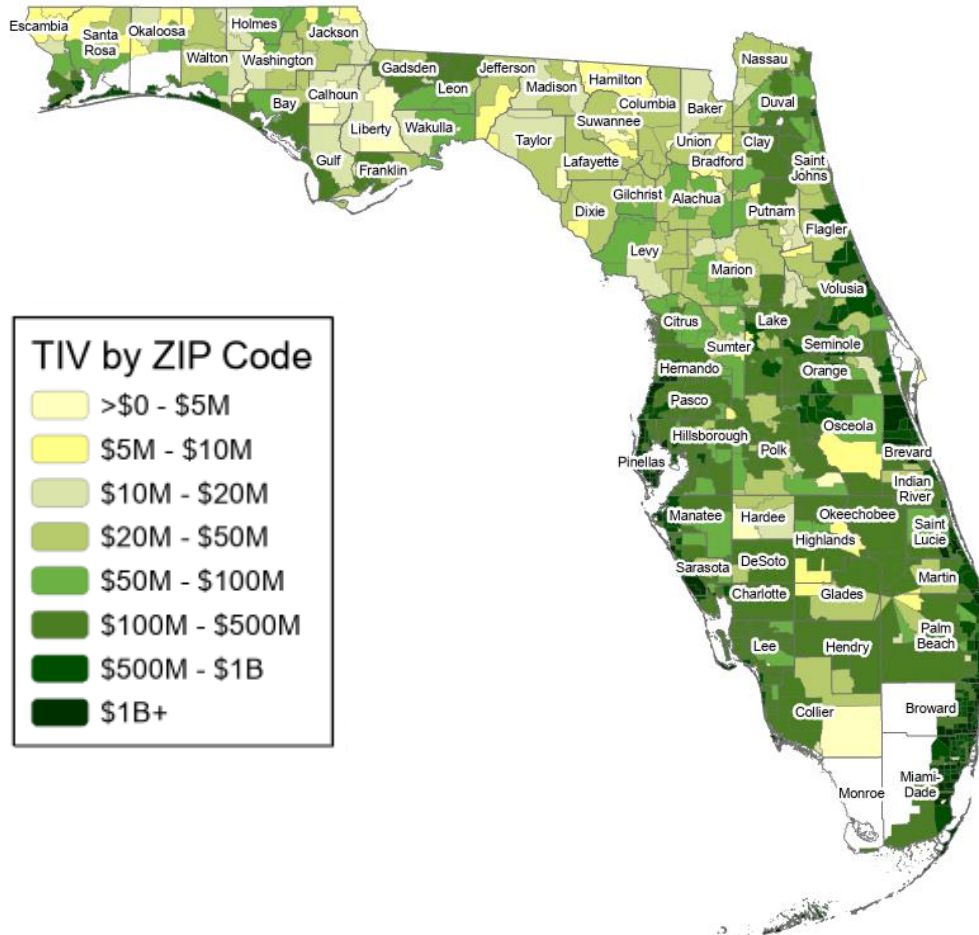 Escambia
Santa
Rosa
Okaloosa
Holmes
Jackson
Walton
Washington
Bay
Calhoun
Gulf
Liberty
Franklin
Gadsden
Leon
Wakulla
Jefferson
Madison
Taylor
Hamilton
Suwannee
Columbia
Lafayette
Dixie
Gilchrist
Baker
Union
Bradford
Alachua
Nassau
Duval
Clay
Saint
Johns
Putnam
Flagler
Levy
Marion
Volusia
Citrus
Lake
Sumter
Seminole
Hernando
Orange
Pasco
Hillsborough
Polk
Osceola
Brevard
Pinellas
Indian
River
Manatee
Hardee
Okeechobee
Highlands
Saint
Lucie
Sarasota
DeSoto
Martin
Charlotte
Glades
Lee
Hendry
Palm
Beach
Collier
Broward
Monroe
Miami-
Dade
TIV by ZIP Code
>$0 - $5M
$5M - $10M
$10M - $20M
$20M - $50M
$50M - $100M
$100M - $500M
$500M - $1B
$1B+